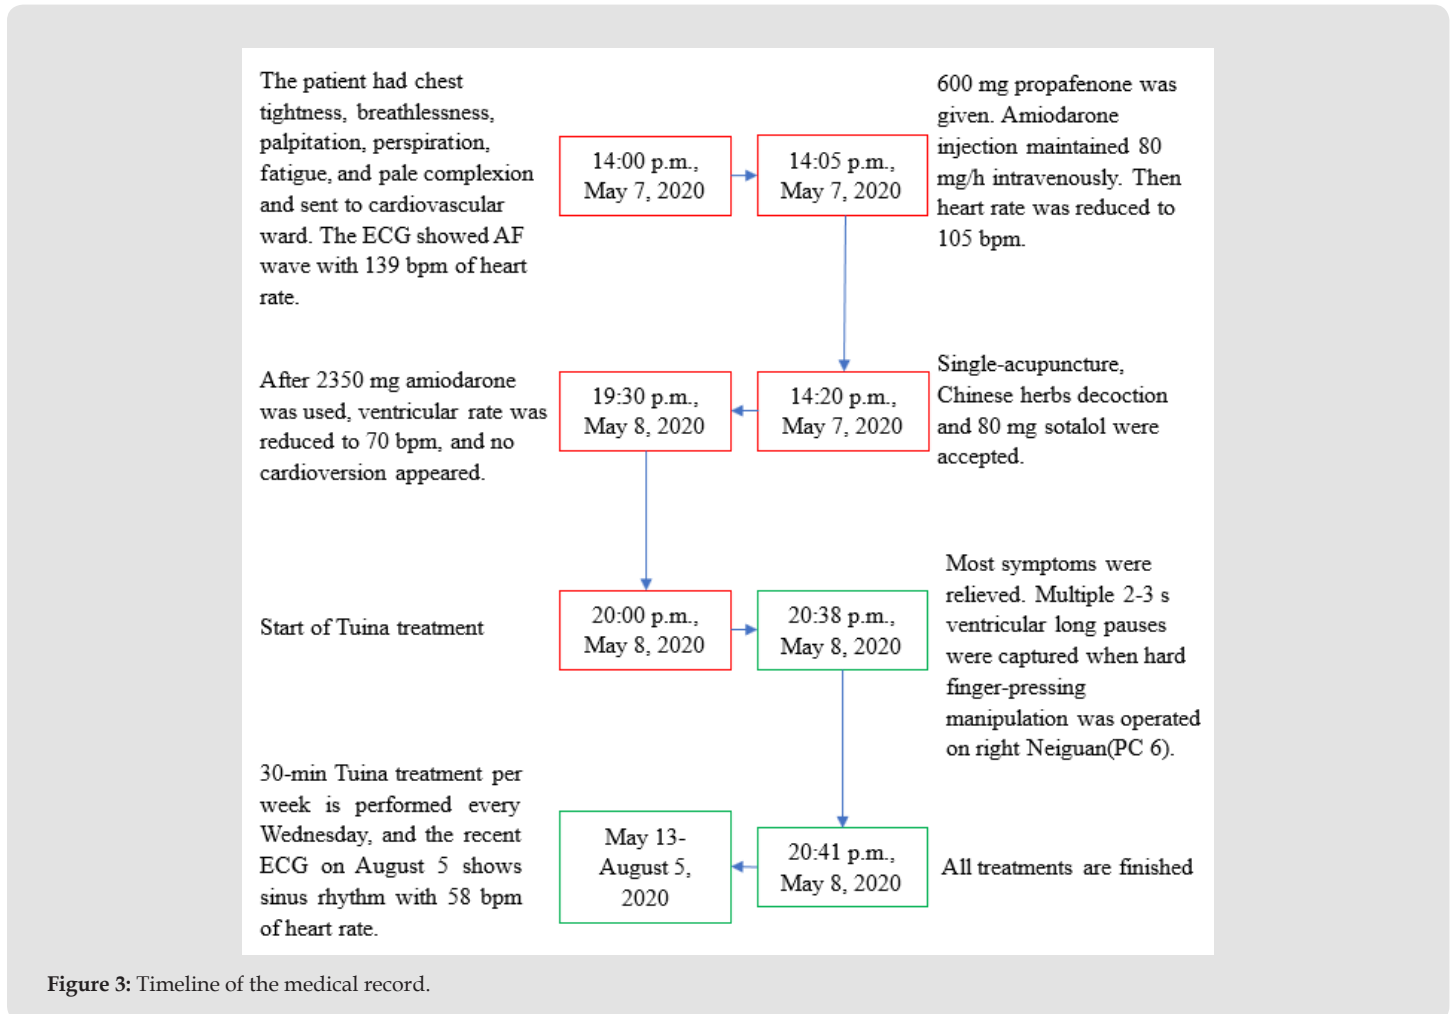 The patient had chest
tightness, breathlessness,
palpitation, perspiration,
fatigue, and pale complexion
and sent to cardiovascular
ward. The ECG showed AF
wave with 139 bpm of heart
rate.
14:00 p.m.,
May 7, 2020
14:05 p.m.,
May 7, 2020
600 mg propafenone was
given. Amiodarone
injection maintained 80
mg/h intravenously. Then
heart rate was reduced to
105 bpm.
After 2350 mg amiodarone
was used, ventricular rate was
reduced to 70 bpm, and no
cardioversion appeared.
19:30 p.m.,
May 8, 2020
14:20 p.m.,
May 7, 2020
Single-acupuncture,
Chinese herbs decoction
and 80 mg sotalol were
accepted.
Start of Tuina treatment
20:00 p.m.,
May 8, 2020
20:38 p.m.,
May 8, 2020
Most symptoms were
relieved. Multiple 2-3 s
ventricular long pauses
were captured when hard
finger-pressing
manipulation was operated
on right Neiguan(PC 6).
30-min Tuina treatment per
week is performed every
Wednesday, and the recent
ECG on August 5 shows
sinus rhythm with 58 bpm
of heart rate.
May 13-
August 5,
2020
20:41 p.m.,
May 8, 2020
All treatments are finished
Figure 3: Timeline of the medical record.